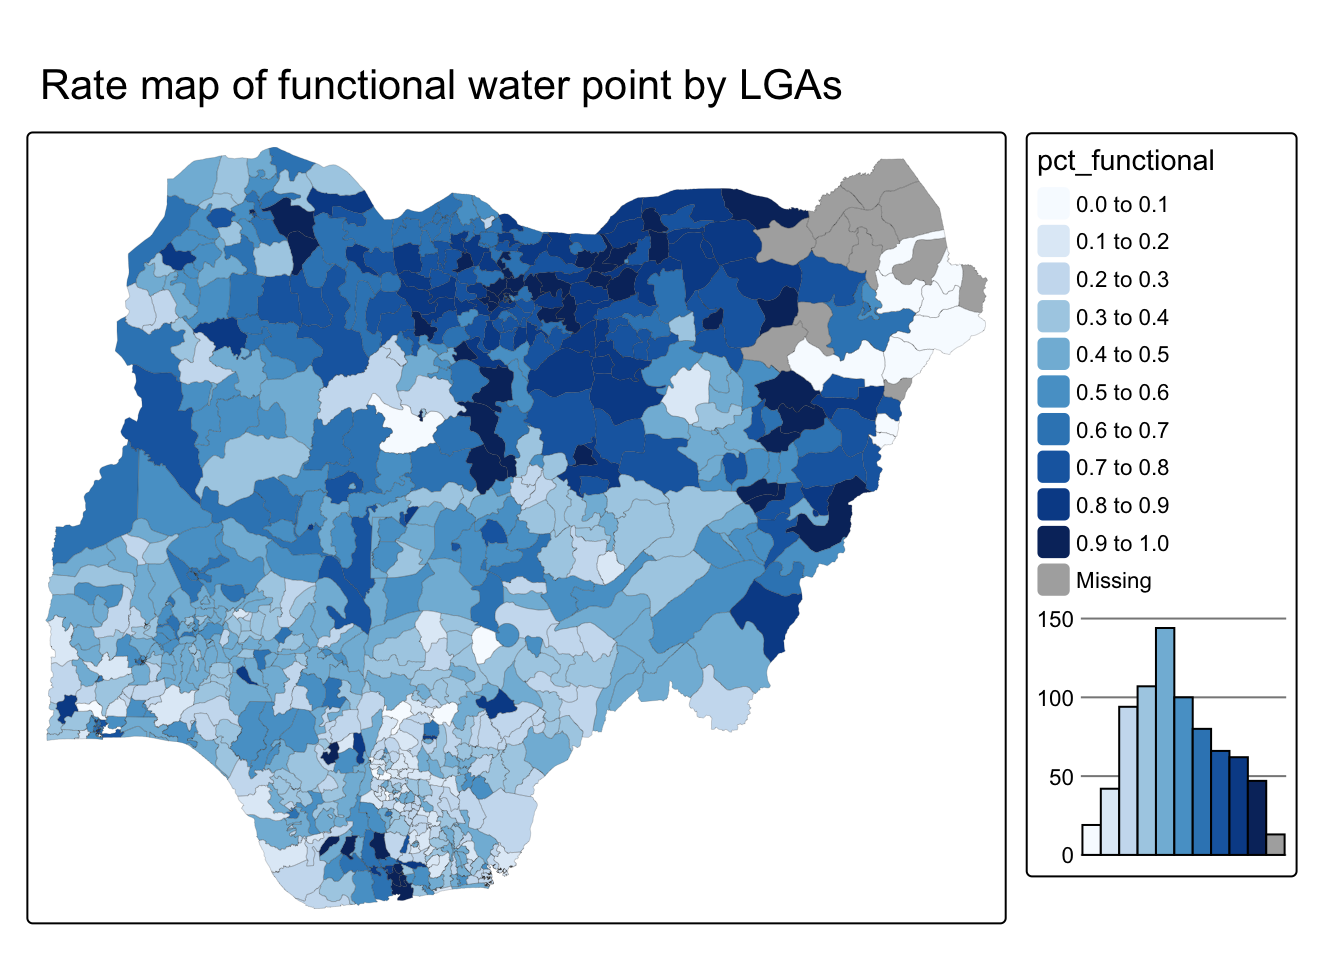 Rate map of functional water point by LGAs
pct_functional
0.0 to 0.1
0.1 to 0.2
0.2 to 0.3
0.3 to 0.4
0.4 to 0.5
0.5 to 0.6
0.6 to 0.7
0.7 to 0.8
0.8 to 0.9
0.9 to 1.0
Missing
150
100
50
0